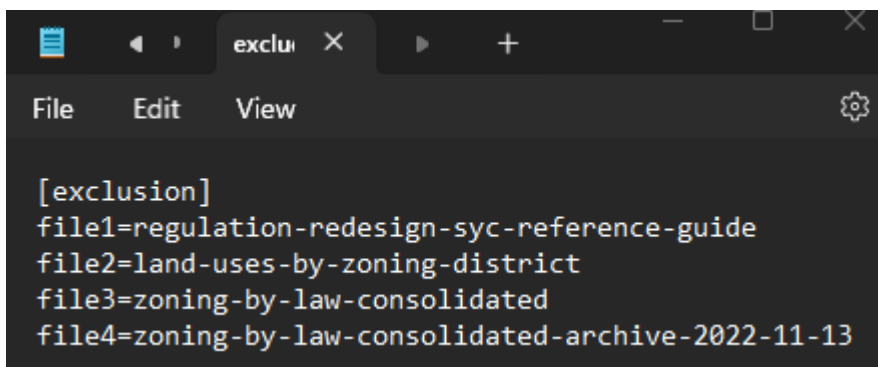 exclu
File Edit View
[exclusion]
file1=regulation-redesign-syc-reference-guide
file2=land-uses-by-zoning-district
file3=zoning-by-law-consolidated
file4=zoning-by-law-consolidated-archive-2022-11-13